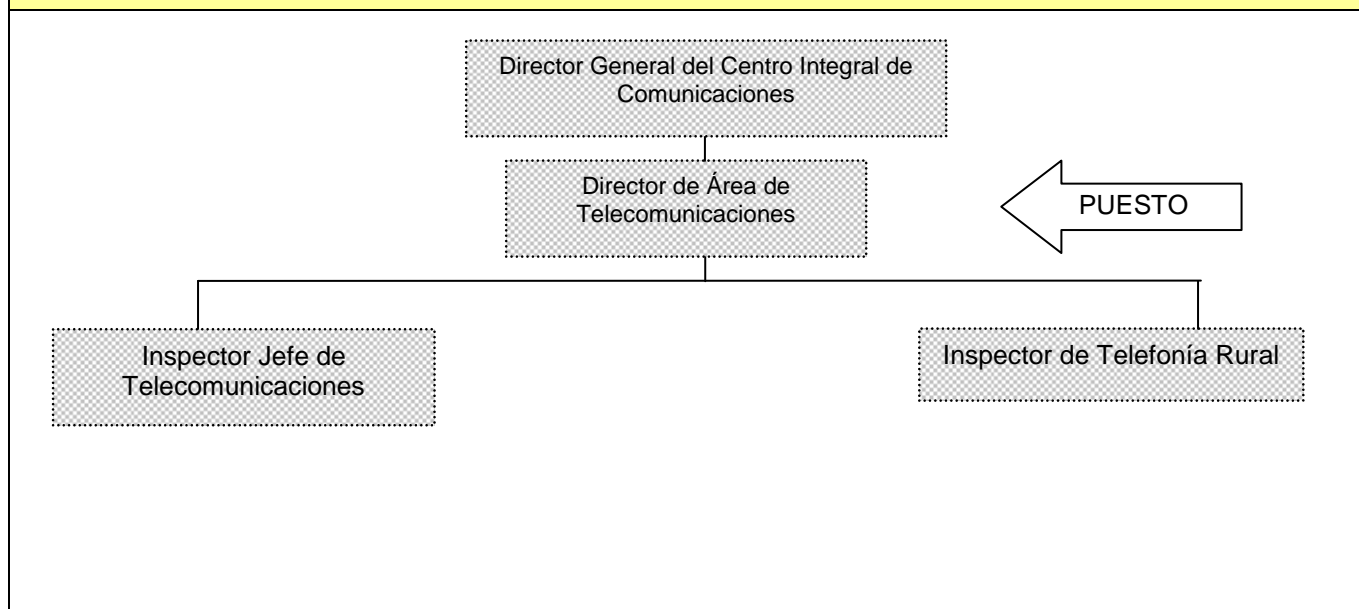 Director General del Centro Integral de
Comunicaciones
Director de Área de
Telecomunicaciones
PUESTO
Inspector Jefe de
Telecomunicaciones
Inspector de Telefonía Rural